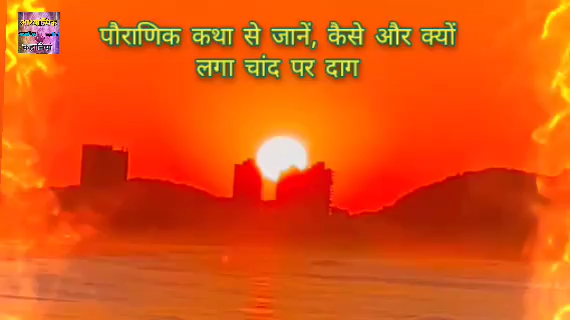 पौराणिक कथा से जानें, कैसे और क्यों
लगा चांद पर दाग